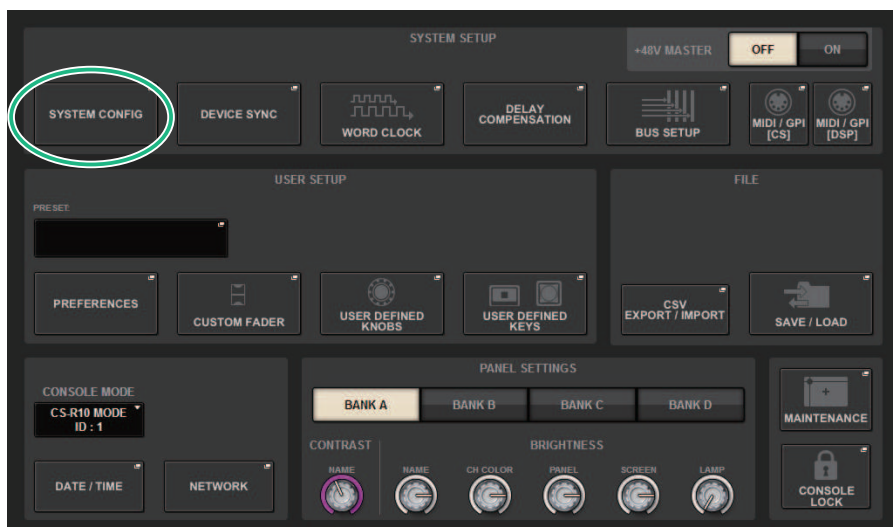 SYSTEM SETUP
+48V MASTER
OFF
ON
SYSTEM CONFIG
DEVICE SYNC
WORD CLOCK
DELAY
COMPENSATION
BUS SETUP
MIDI / GPI
[CS]
MIDI / GPI
[DSP]
USER SETUP
PRESET
PREFERENCES
CUSTOM FADER
USER DEFINED
KNOBS
USER DEFINED
KEYS
FILE
CSV
EXPORT / IMPORT
SAVE / LOAD
CONSOLE MODE
CS-R10 MODE
ID : 1
DATE / TIME
NETWORK
PANEL SETTINGS
BANK A
BANK B
BANK C
BANK D
CONTRAST
BRIGHTNESS
NAME
NAME
CH COLOR
PANEL
SCREEN
LAMP
MAINTENANCE
CONSOLE
LOCK